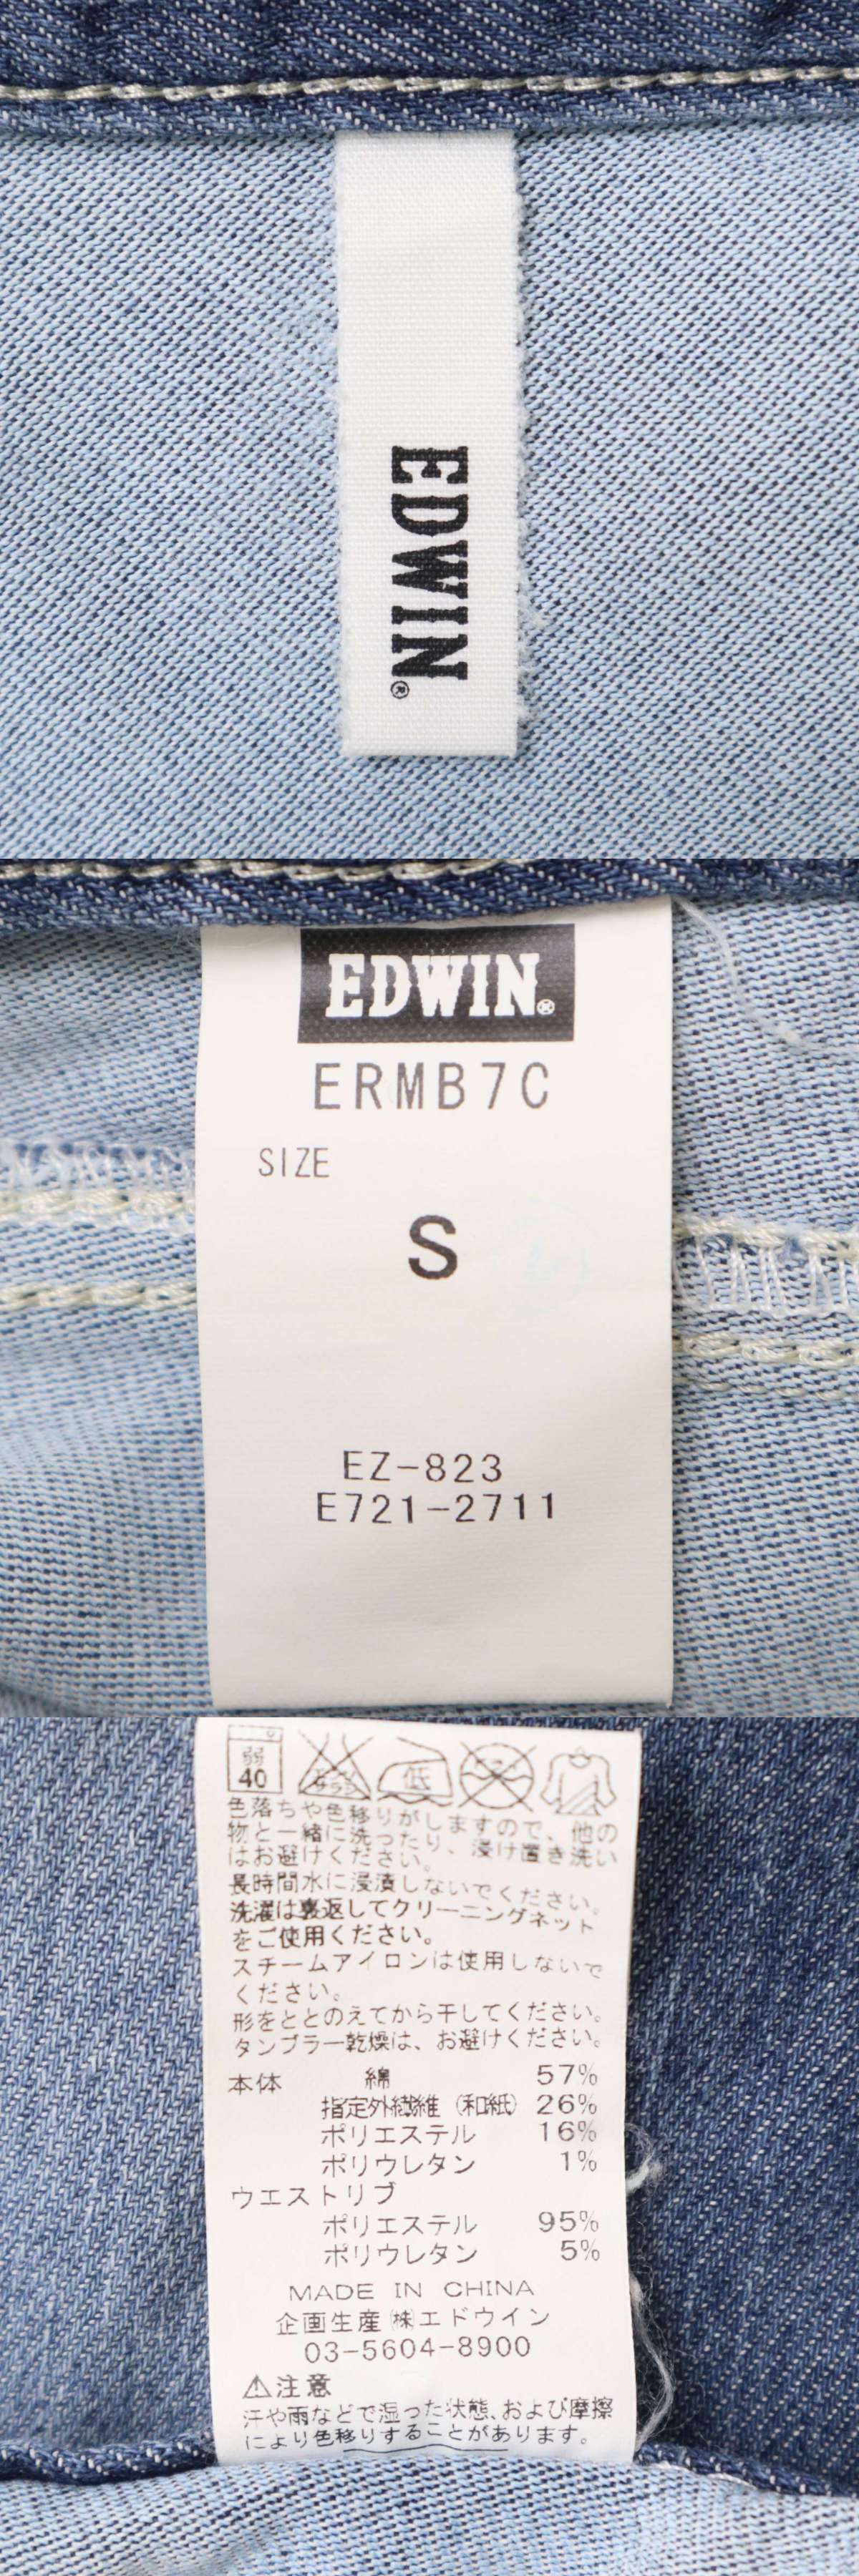 EDWIN®
EDWIN®
ERMB7C
SIZE
S
EZ-823
E721-2711
弱
40
低
色落ちや色移りがしますので、他の
物と一緒に洗ったり、浸け置き洗い
はお避けください。
長時間水に浸漬しないでください。
洗濯は裏返してクリーニングネット
をご使用ください。
スチームアイロンは使用しないで
ください。
形をととのえてから干してください。
タンブラー乾燥は、お避けください。
本体 綿 57%
指定外繊維(和紙) 26%
ポリエステル 16%
ポリウレタン 1%
ウエストリブ
ポリエステル 95%
ポリウレタン 5%
MADE IN CHINA
企画生産㈱エドウイン
03-5604-8900
⚠注意
汗や雨などで湿った状態、および摩擦
により色移りすることがあります。